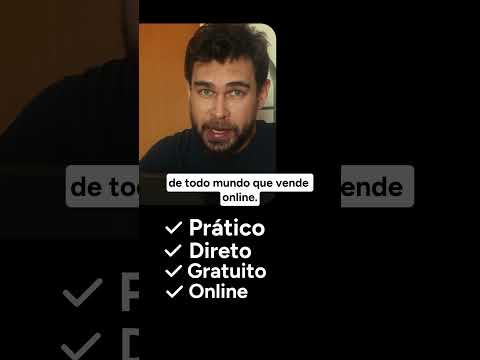 de todo mundo que vende
online.
✓ Prático
✓ Direto
✓ Gratuito
✓ Online